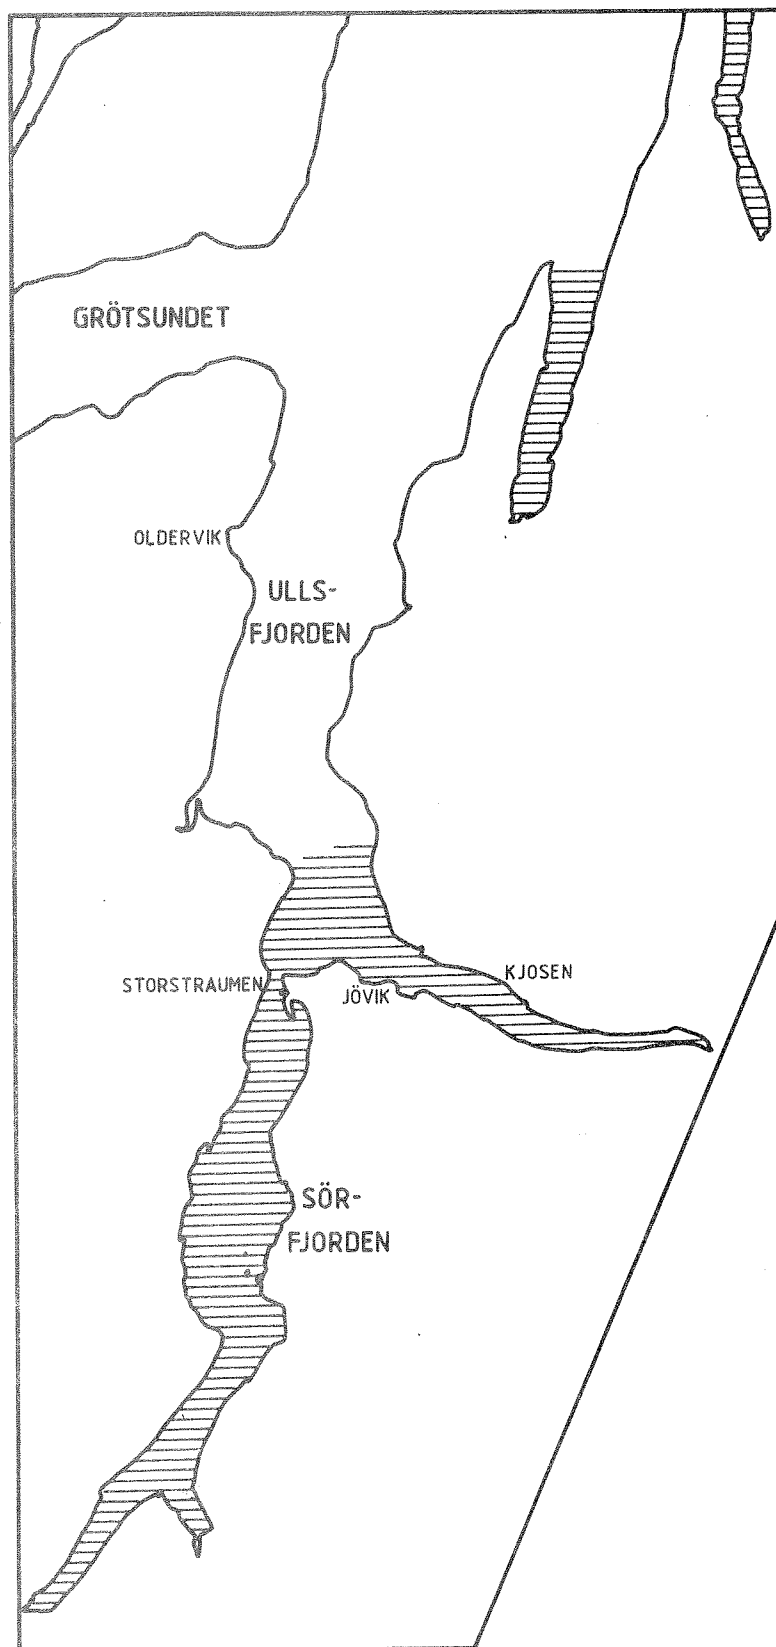 GRÖTSUNDET
OLDERVIK
ULLS-
FJORDEN
STORSTRAUMEN
JÖVIK
KJOSEN
SÖR-
FJORDEN